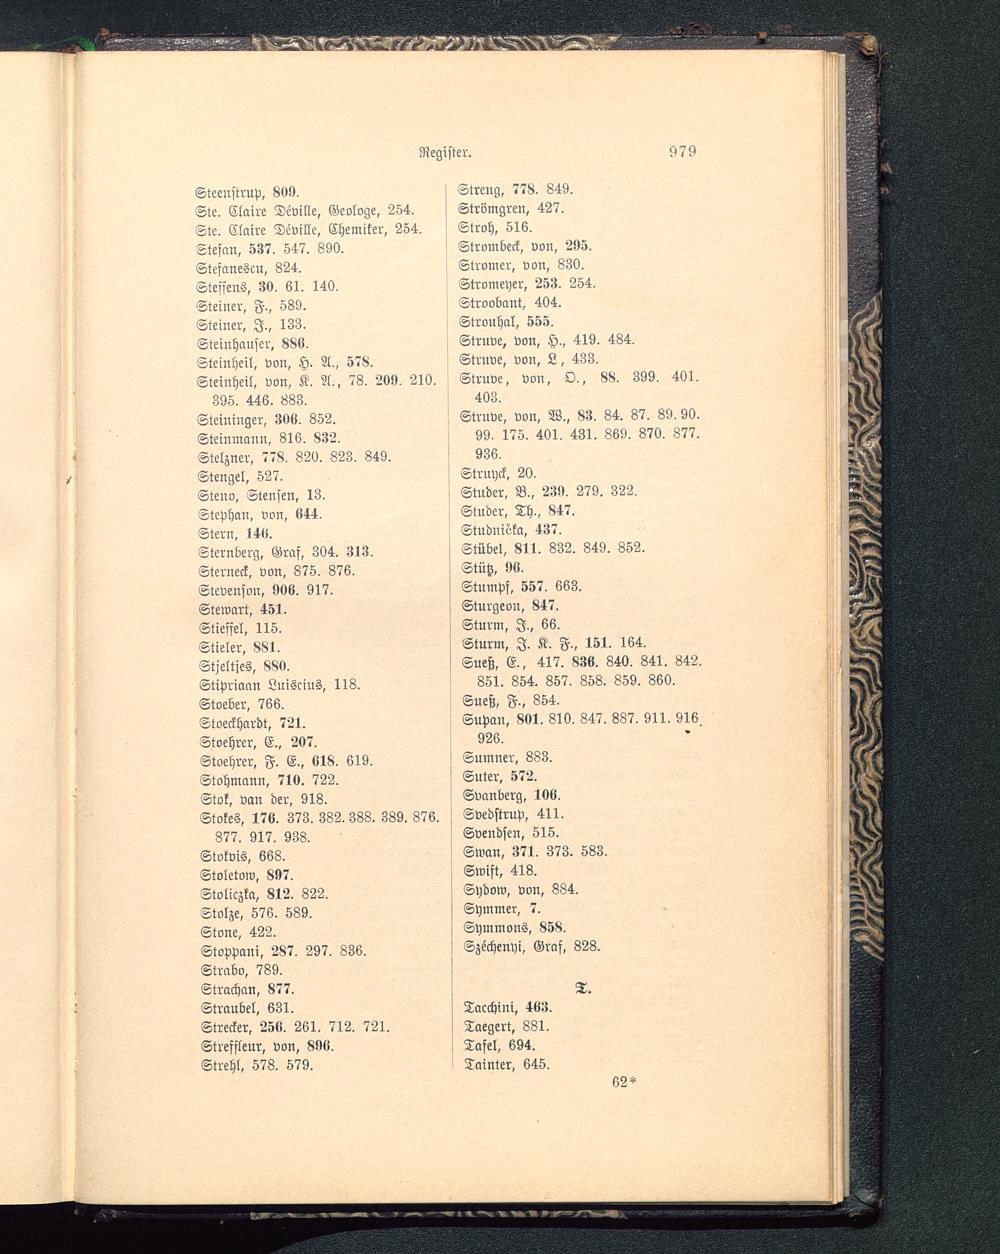 Register.
979
Steenstrup, 809.
Ste. Claire Déville, Geologe, 254.
Ste. Claire Déville, Chemiker, 254.
Stefan, 537. 547. 890.
Stefanescu, 824.
Steffens, 30. 61. 140.
Steiner, F., 589.
Steiner, J., 133.
Steinhauser, 886.
Steinheil, von, H. A., 578.
Steinheil, von, K. A., 78. 209. 210.
395. 446. 883.
Steininger, 306. 852.
Steinmann, 816. 832.
Stelzner, 778. 820. 823. 849.
Stengel, 527.
Steno, Stensen, 13.
Stephan, von, 644.
Stern, 146.
Sternberg, Graf, 304. 313.
Sterneck, von, 875. 876.
Stevenson, 906. 917.
Stewart, 451.
Stieffel, 115.
Stieler, 881.
Stjeltjes, 880.
Stipriaan Luiscius, 118.
Stoeber, 766.
Stoeckhardt, 721.
Stoehrer, E., 207.
Stoehrer, F. E., 618. 619.
Stohmann, 710. 722.
Stok, van der, 918.
Stokes, 176. 373. 382. 388. 389. 876.
877. 917. 938.
Stokvis, 668.
Stoletow, 897.
Stoliczka, 812. 822.
Stolze, 576. 589.
Stone, 422.
Stoppani, 287. 297. 836.
Strabo, 789.
Strachan, 877.
Straubel, 631.
Strecker, 256. 261. 712. 721.
Streffleur, von, 896.
Strehl, 578. 579.
Streng, 778. 849.
Strömgren, 427.
Stroh, 516.
Strombeck, von, 295.
Stromer, von, 830.
Stromeyer, 253. 254.
Stroobant, 404.
Strouhal, 555.
Struve, von, H., 419. 484.
Struve, von, L, 433.
Struve, von, O., 88. 399. 401.
403.
Struve, von, W., 83. 84. 87. 89. 90.
99. 175. 401. 431. 869. 870. 877.
936.
Struyck, 20.
Studer, B., 239. 279. 322.
Studer, Th., 847.
Studnička, 437.
Stübel, 811. 832. 849. 852.
Stütz, 96.
Stumpf, 557. 663.
Sturgeon, 847.
Sturm, J., 66.
Sturm, J. K. F., 151. 164.
Sueß, E., 417. 836. 840. 841. 842.
851. 854. 857. 858. 859. 860.
Sueß, F., 854.
Supan, 801. 810. 847. 887. 911. 916.
926.
Sumner, 883.
Suter, 572.
Svanberg, 106.
Svedstrup, 411.
Svendsen, 515.
Swan, 371. 373. 583.
Swift, 418.
Sydow, von, 884.
Symmer, 7.
Symmons, 858.
Széchenyi, Graf, 828.
T.
Tacchini, 463.
Taegert, 881.
Tafel, 694.
Tainter, 645.
62*